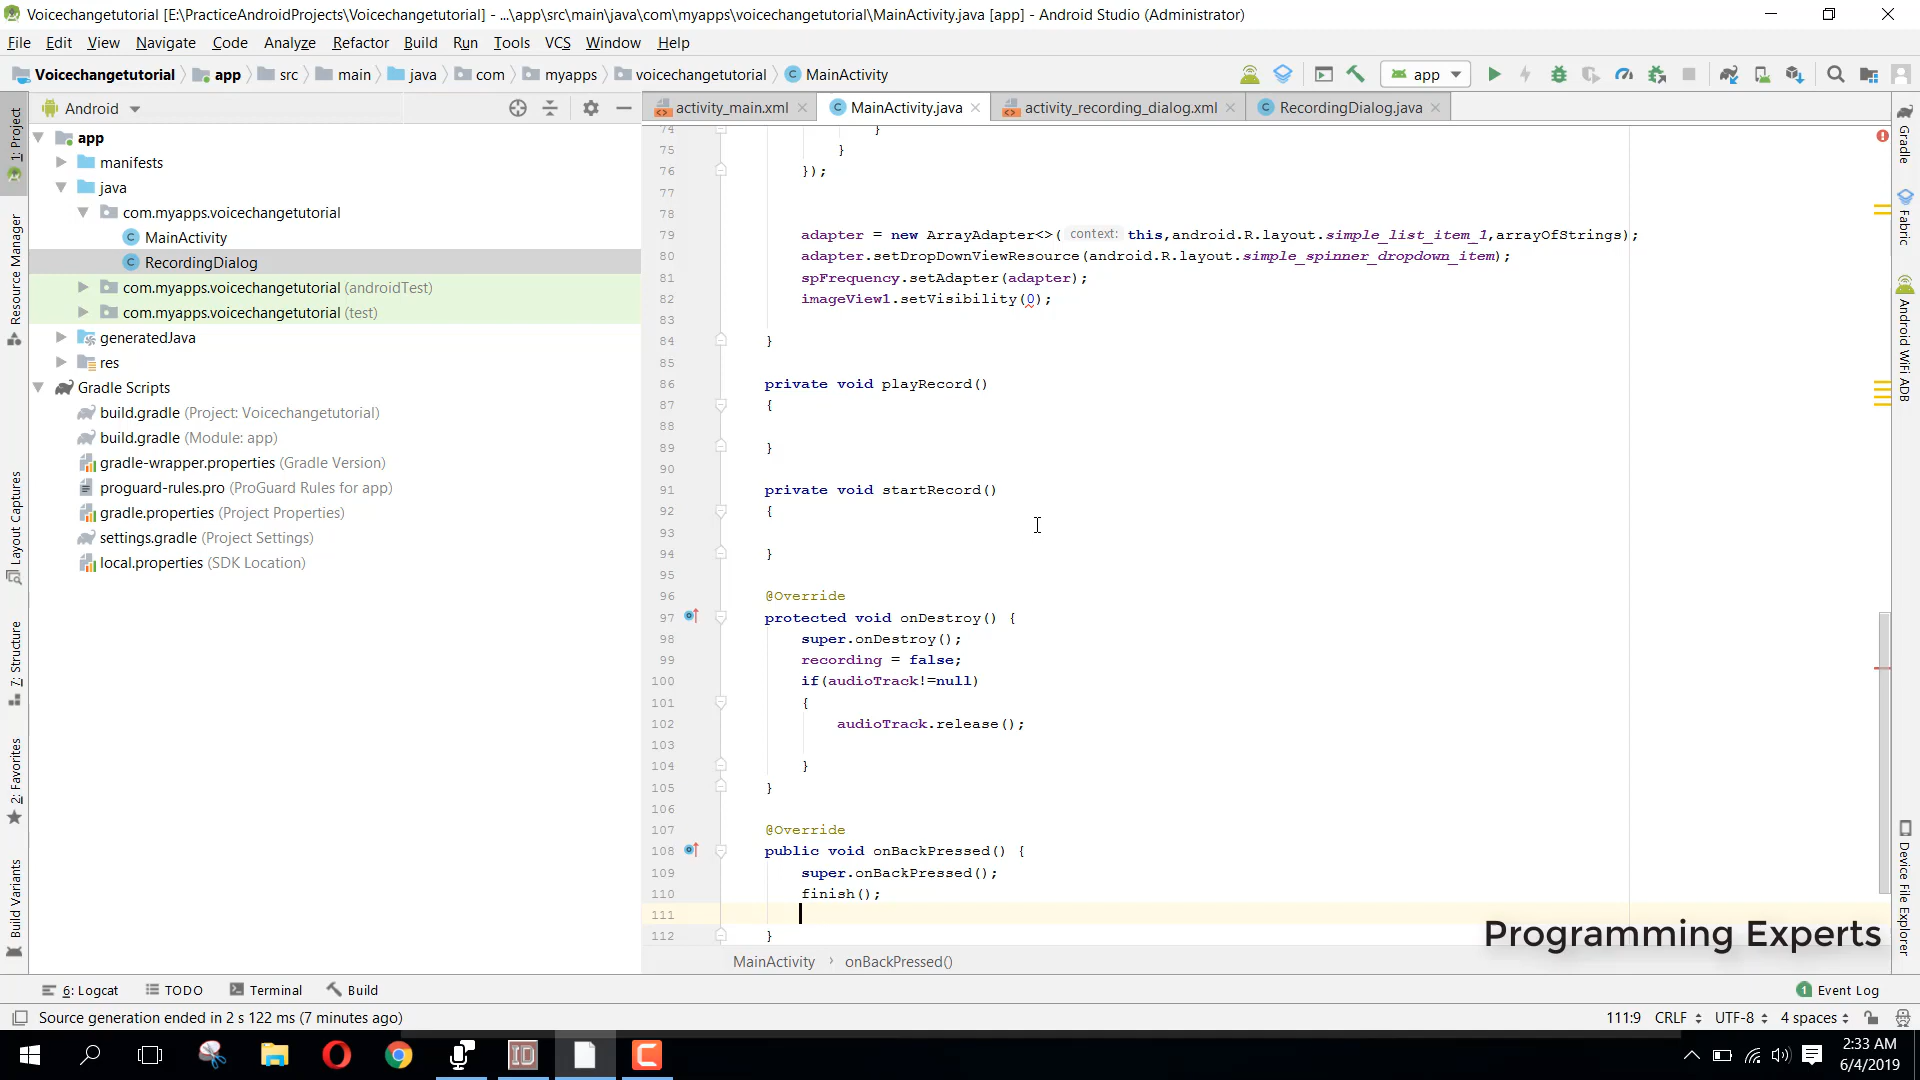 Voicechangetutorial [E:\PracticeAndroidProjects\Voicechangetutorial] - ...\app\src\main\java\com\myapps\voicechangetutorial\MainActivity.java [app] - Android Studio (Administrator)
File Edit View Navigate Code Analyze Refactor Build Run Tools VCS Window Help
Voicechangetutorial app src main java com myapps voicechangetutorial MainActivity app
Android
activity_main.xml MainActivity.java activity_recording_dialog.xml RecordingDialog.java
1: Project
Resource Manager
Layout Captures
7: Structure
2: Favorites
Build Variants
app
manifests
java
com.myapps.voicechangetutorial
MainActivity
RecordingDialog
com.myapps.voicechangetutorial (androidTest)
com.myapps.voicechangetutorial (test)
generatedJava
res
Gradle Scripts
build.gradle (Project: Voicechangetutorial)
build.gradle (Module: app)
gradle-wrapper.properties (Gradle Version)
proguard-rules.pro (ProGuard Rules for app)
gradle.properties (Project Properties)
settings.gradle (Project Settings)
local.properties (SDK Location)
74 }
75 }
76 });
77
78
79 adapter = new ArrayAdapter<>( context: this,android.R.layout.simple_list_item_1,arrayOfStrings);
80 adapter.setDropDownViewResource(android.R.layout.simple_spinner_dropdown_item);
81 spFrequency.setAdapter(adapter);
82 imageView1.setVisibility(0);
83
84 }
85
86 private void playRecord()
87 {
88
89 }
90
91 private void startRecord()
92 {
93
94 }
95
96 @Override
97 protected void onDestroy() {
98 super.onDestroy();
99 recording = false;
100 if(audioTrack!=null)
101 {
102 audioTrack.release();
103
104 }
105 }
106
107 @Override
108 public void onBackPressed() {
109 super.onBackPressed();
110 finish();
111
112 }
Gradle
Fabric
Android WiFi ADB
Device File Explorer
Programming Experts
MainActivity › onBackPressed()
6: Logcat TODO Terminal Build
1 Event Log
Source generation ended in 2 s 122 ms (7 minutes ago)
111:9 CRLF UTF-8 4 spaces
2:33 AM
6/4/2019